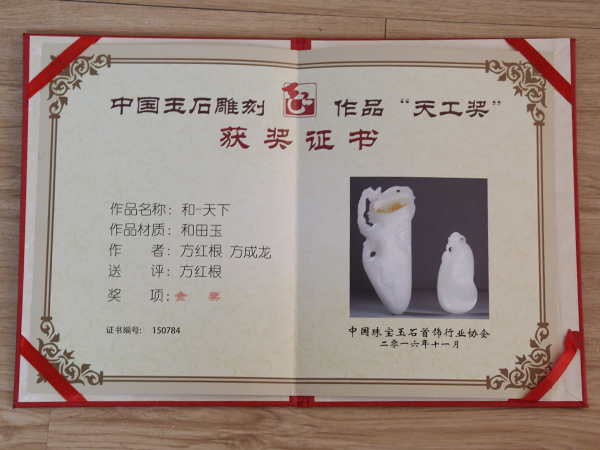 中国玉石雕刻 作品“天工奖”
获奖证书
作品名称：和一天下
作品材质：和田玉
作　　者：方红根 方成龙
送　　评：方红根
奖　　项：金 奖
证书编号： 150784
中国珠宝玉石首饰行业协会
二零一六年十一月